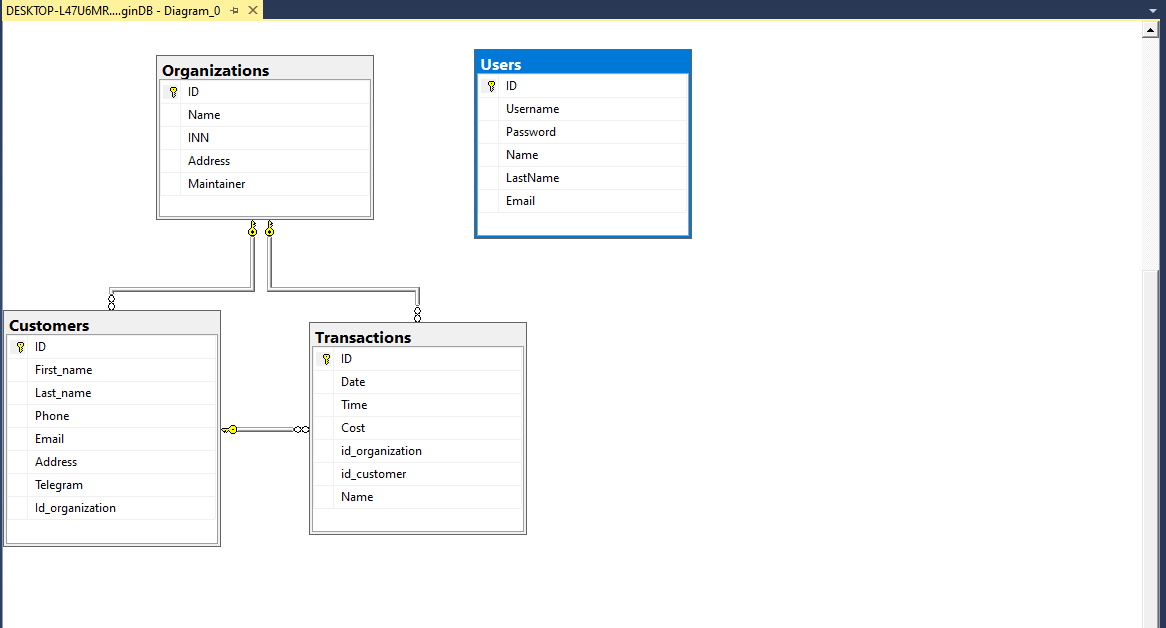 DESKTOP-L47U6MR....ginDB - Diagram_0
Organizations
ID
Name
INN
Address
Maintainer
Users
ID
Username
Password
Name
LastName
Email
Customers
ID
First_name
Last_name
Phone
Email
Address
Telegram
Id_organization
Transactions
ID
Date
Time
Cost
id_organization
id_customer
Name